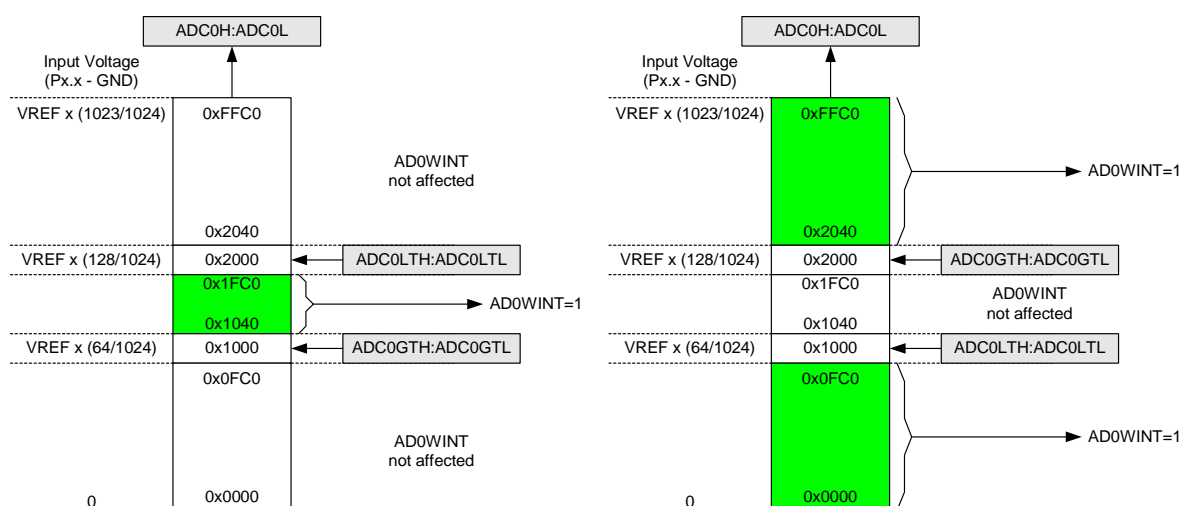 ADC0H:ADC0L
Input Voltage
(Px.x - GND)
VREF x (1023/1024)
0xFFC0
AD0WINT
not affected
0x2040
VREF x (128/1024)
0x2000
ADC0LTH:ADC0LTL
0x1FC0
AD0WINT=1
0x1040
VREF x (64/1024)
0x1000
ADC0GTH:ADC0GTL
0x0FC0
AD0WINT
not affected
0
0x0000
ADC0H:ADC0L
Input Voltage
(Px.x - GND)
VREF x (1023/1024)
0xFFC0
AD0WINT=1
0x2040
VREF x (128/1024)
0x2000
ADC0GTH:ADC0GTL
0x1FC0
AD0WINT
not affected
0x1040
VREF x (64/1024)
0x1000
ADC0LTH:ADC0LTL
0x0FC0
AD0WINT=1
0
0x0000